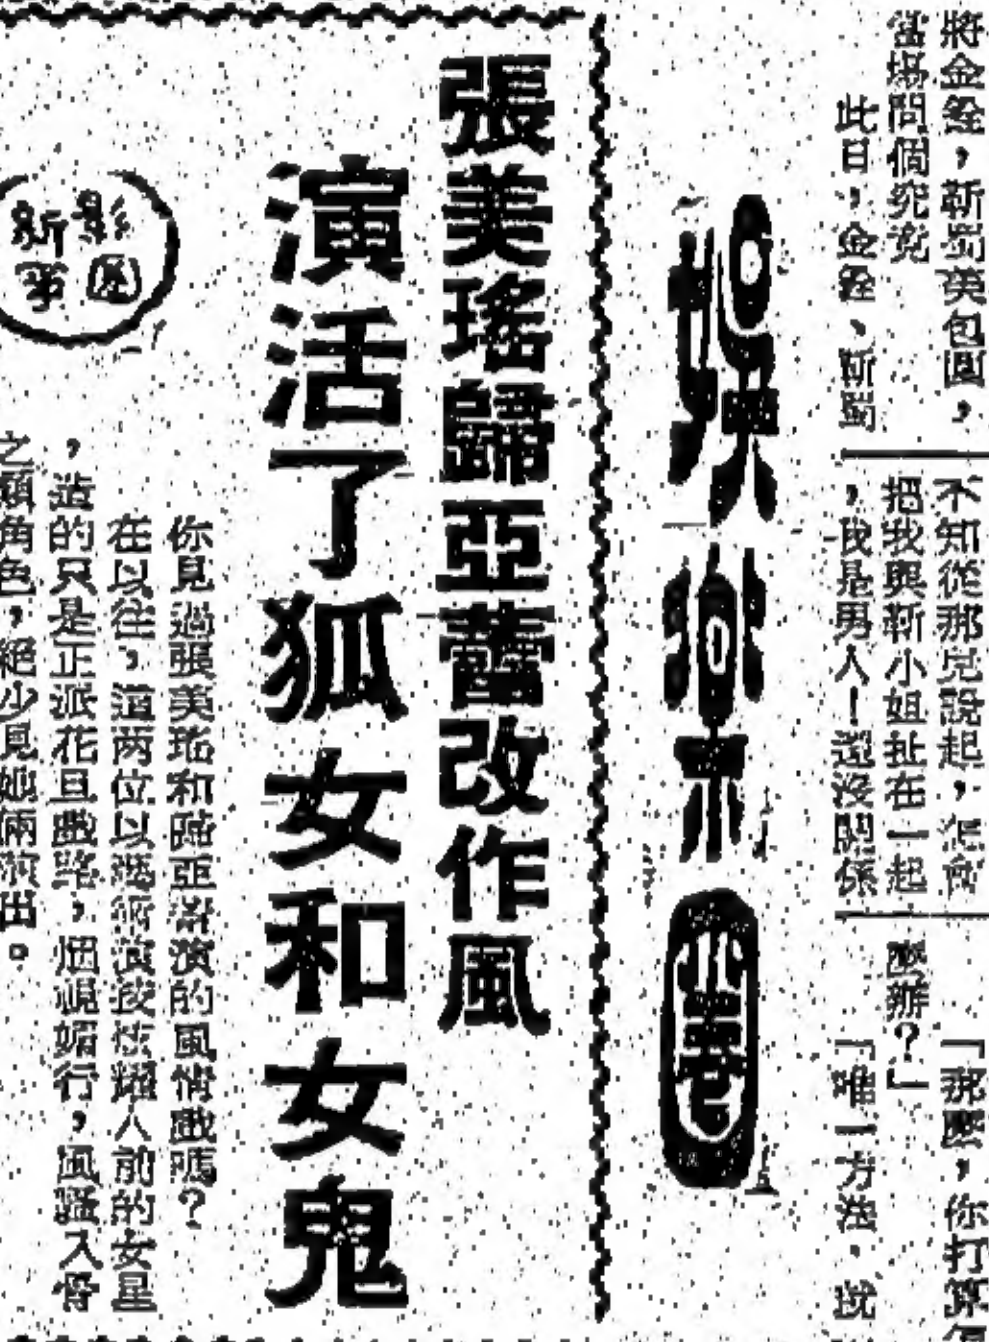 將金銓，靳蜀英包圍，
當場問個究竟
此日，金銓、靳蜀
不知從那兒說起，怎會
把我與靳小姐扯在一起
，我是男人！還沒關係
「那麼，你打算怎
麼辦？」
「唯一方法，就
娛樂
張美瑤歸亞蕾改作風
演活了狐女和女鬼
影圈
新事
你見過張美瑤和歸亞蕾演的風情戲嗎？
在以往，這兩位以演技炫耀人前的女星
，造的只是正派花旦戲路，烟視媚行，風騷入骨
之類角色，絕少見她倆演出。